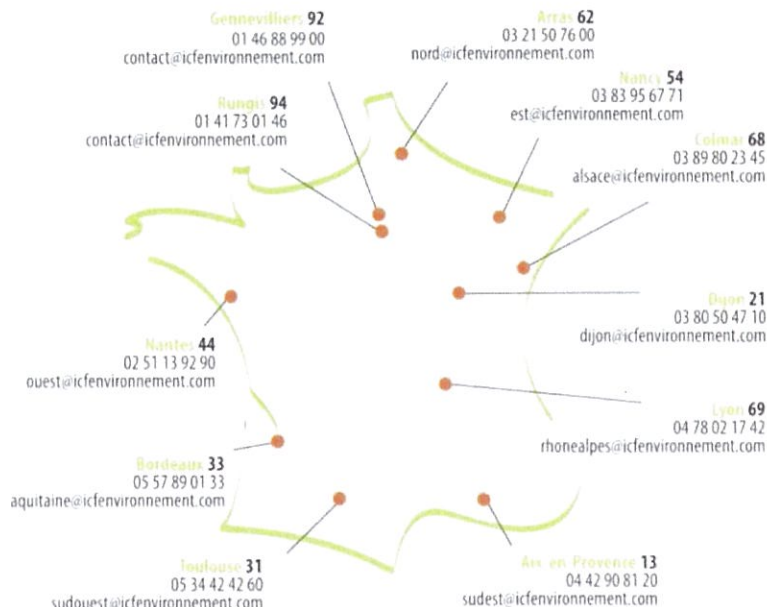 Gennevilliers 92
01 46 88 99 00
contact@icfenvironnement.com
Arras 62
03 21 50 76 00
nord@icfenvironnement.com
Nancy 54
03 83 95 67 71
est@icfenvironnement.com
Rungis 94
01 41 73 01 46
contact@icfenvironnement.com
Colmar 68
03 89 80 23 45
alsace@icfenvironnement.com
Dijon 21
03 80 50 47 10
dijon@icfenvironnement.com
Nantes 44
02 51 13 92 90
ouest@icfenvironnement.com
Lyon 69
04 78 02 17 42
rhonealpes@icfenvironnement.com
Bordeaux 33
05 57 89 01 33
aquitaine@icfenvironnement.com
Toulouse 31
05 34 42 42 60
sudouest@icfenvironnement.com
Aix-en-Provence 13
04 42 90 81 20
sudest@icfenvironnement.com